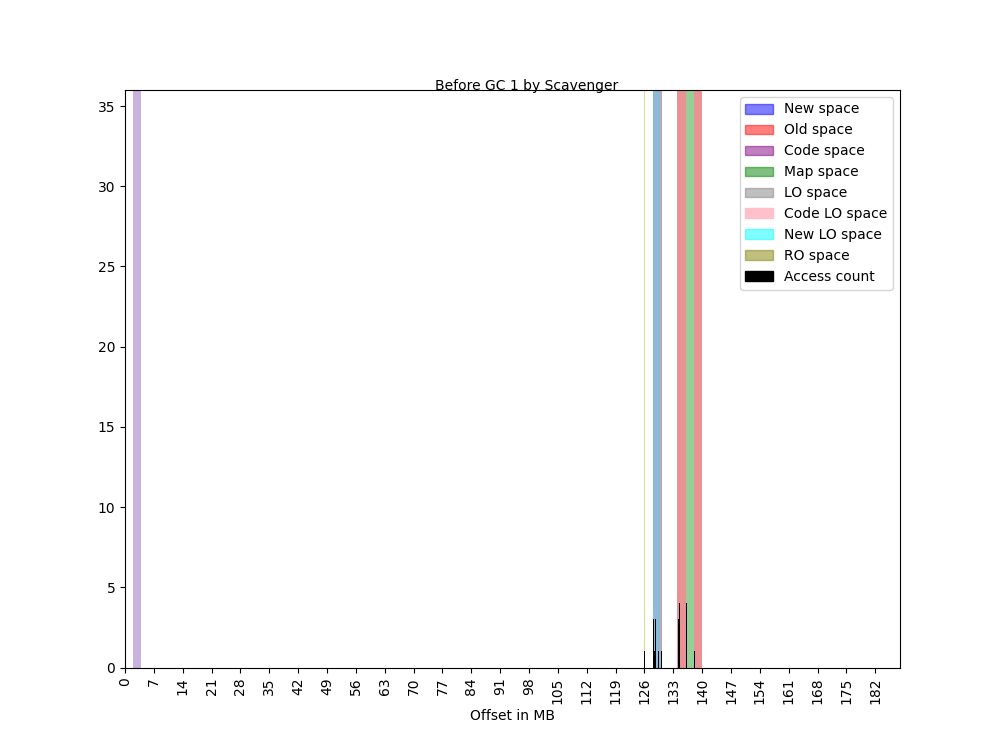 Before GC 1 by Scavenger
35
30
25
20
15
10
5
0
New space
Old space
Code space
Map space
LO space
Code LO space
New LO space
RO space
Access count
0 7 14 21 28 35 42 49 56 63 70 77 84 91 98 105 112 119 126 133 140 147 154 161 168 175 182
Offset in MB